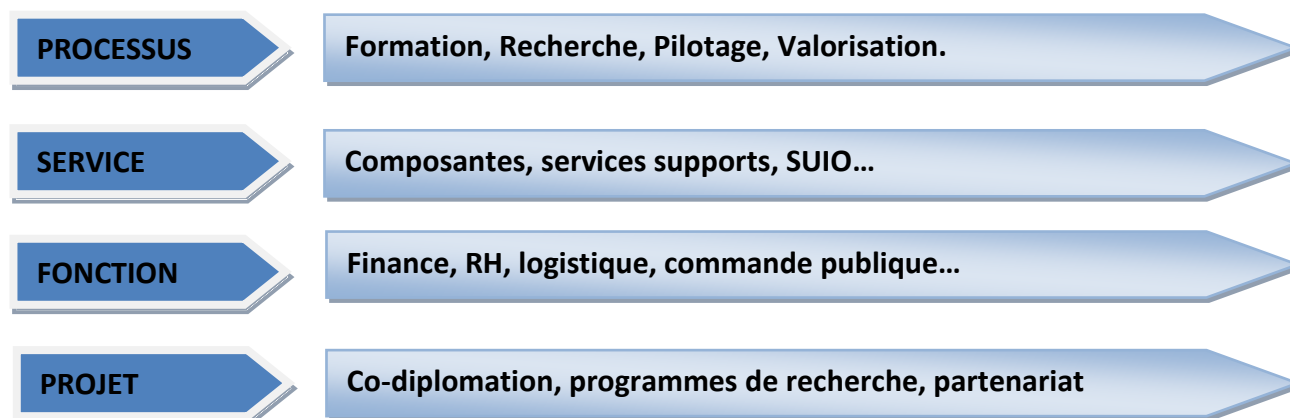 PROCESSUS
Formation, Recherche, Pilotage, Valorisation.
SERVICE
Composantes, services supports, SUIO…
FONCTION
Finance, RH, logistique, commande publique…
PROJET
Co-diplomation, programmes de recherche, partenariat